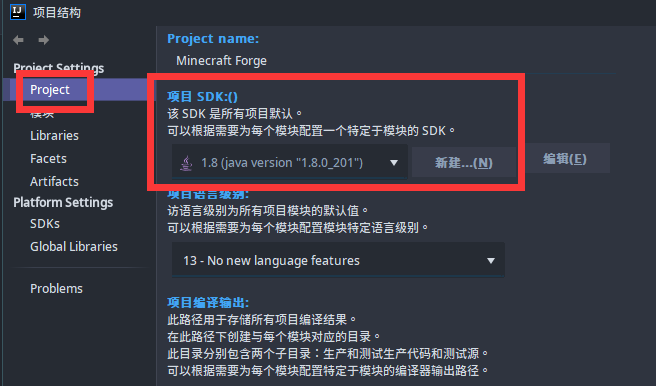 项目结构
Project Settings
Project
模块
Libraries
Facets
Artifacts
Platform Settings
SDKs
Global Libraries
Problems
Project name:
Minecraft Forge
项目 SDK:()
该 SDK 是所有项目默认。
可以根据需要为每个模块配置一个特定于模块的 SDK。
1.8 (java version "1.8.0_201")
新建...(N)
编辑(E)
项目语言级别:
访语言级别为所有项目模块的默认值。
可以根据需要为每个模块配置模块特定语言级别。
13 - No new language features
项目编译输出:
此路径用于存储所有项目编译结果。
在此路径下创建与每个模块对应的目录。
此目录分别包含两个子目录：生产和测试生产代码和测试源。
可以根据需要为每个模块配置特定于模块的编译器输出路径。